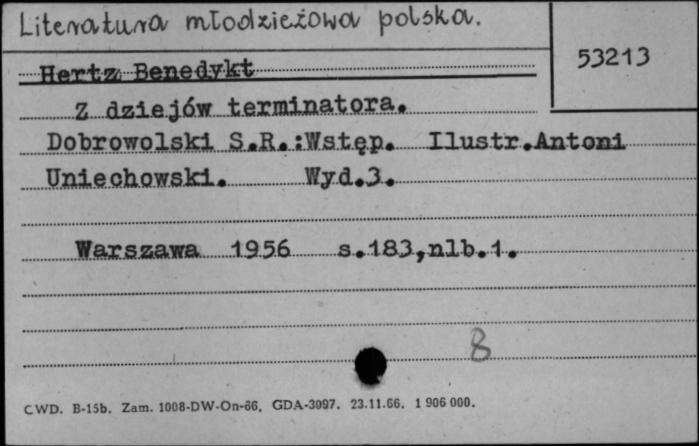 Literatura młodzieżowa polska.
53213
Hertz Benedykt
Z dziejów terminatora.
Dobrowolski S.R.:Wstęp. Ilustr.Antoni
Uniechowski. Wyd.3.
Warszawa 1956 s.183,nlb.1.
8
CWD. B-15b. Zam. 1008-DW-On-66. GDA-3097. 23.11.66. 1 906 000.